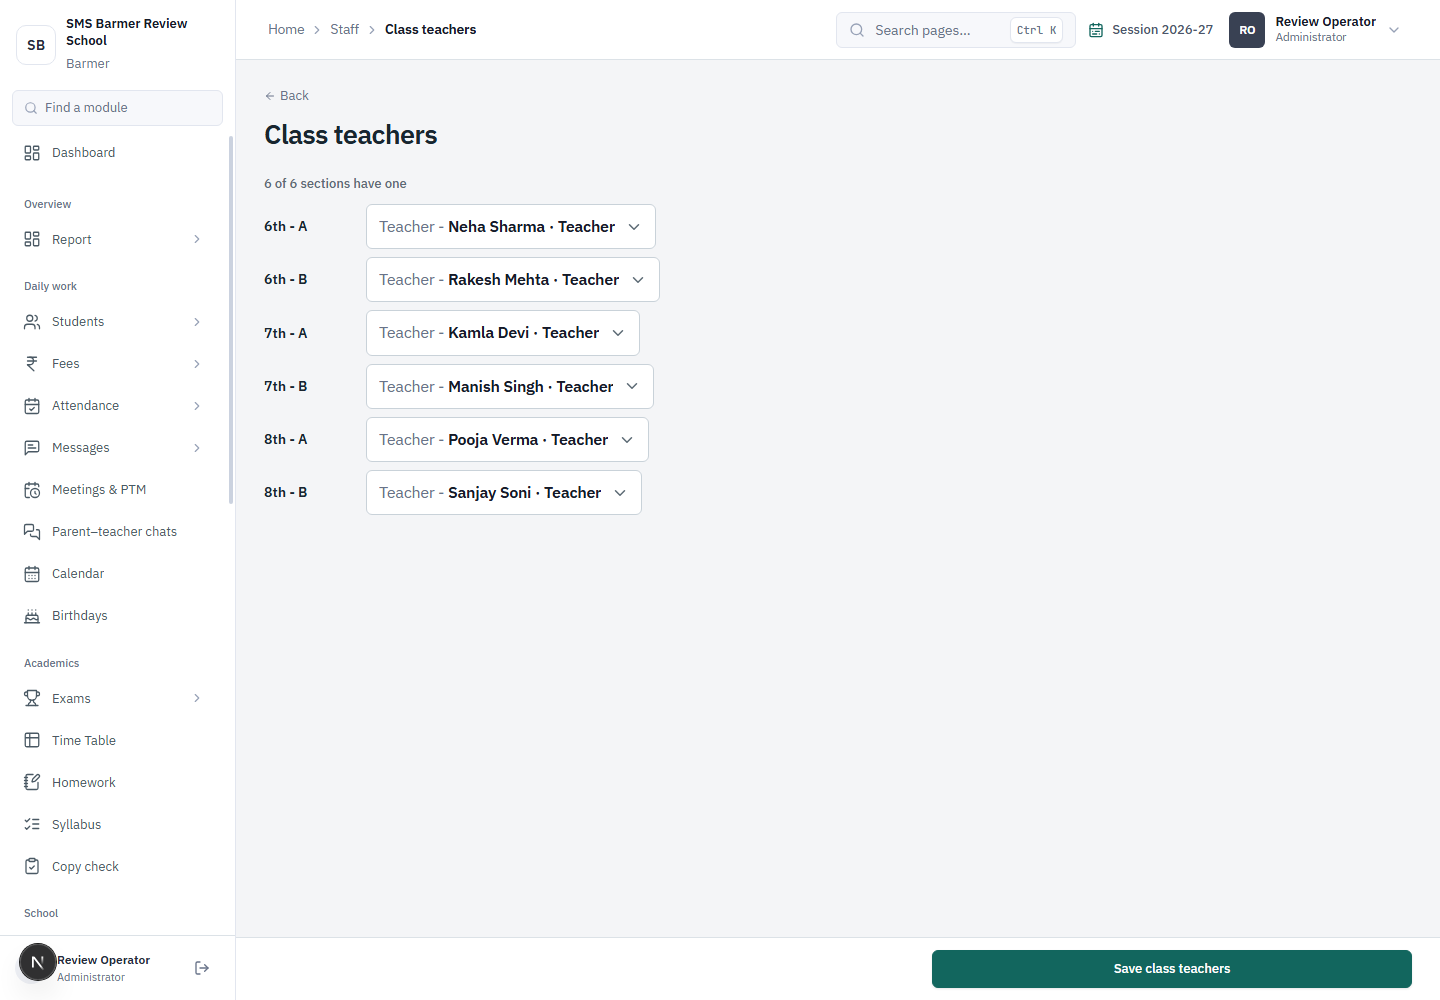 SMS Barmer Review
School
SB
Barmer
Find a module
Dashboard
Overview
Report
Daily work
Students
Fees
Attendance
Messages
Meetings & PTM
Parent–teacher chats
Calendar
Birthdays
Academics
Exams
Time Table
Homework
Syllabus
Copy check
School
N
Review Operator
Administrator
Home > Staff > Class teachers
Search pages...
Ctrl K
Session 2026-27
RO
Review Operator
Administrator
← Back
Class teachers
6 of 6 sections have one
6th - A Teacher - Neha Sharma · Teacher
6th - B Teacher - Rakesh Mehta · Teacher
7th - A Teacher - Kamla Devi · Teacher
7th - B Teacher - Manish Singh · Teacher
8th - A Teacher - Pooja Verma · Teacher
8th - B Teacher - Sanjay Soni · Teacher
Save class teachers